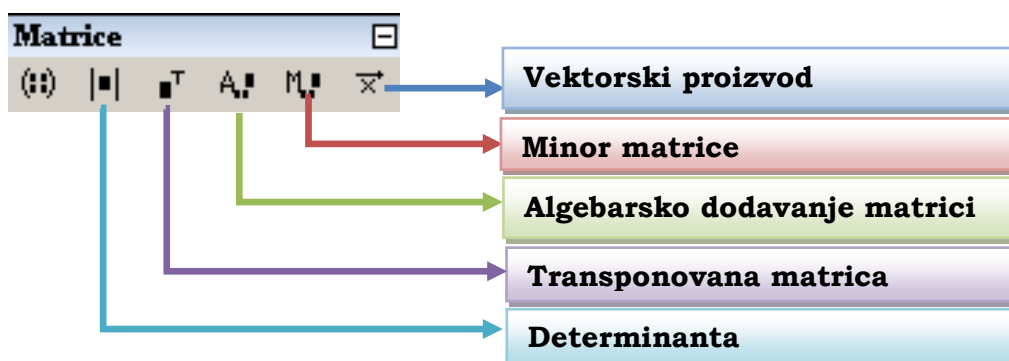 Matrice
(::) |■| ■T A M x
Vektorski proizvod
Minor matrice
Algebarsko dodavanje matrici
Transponovana matrica
Determinanta